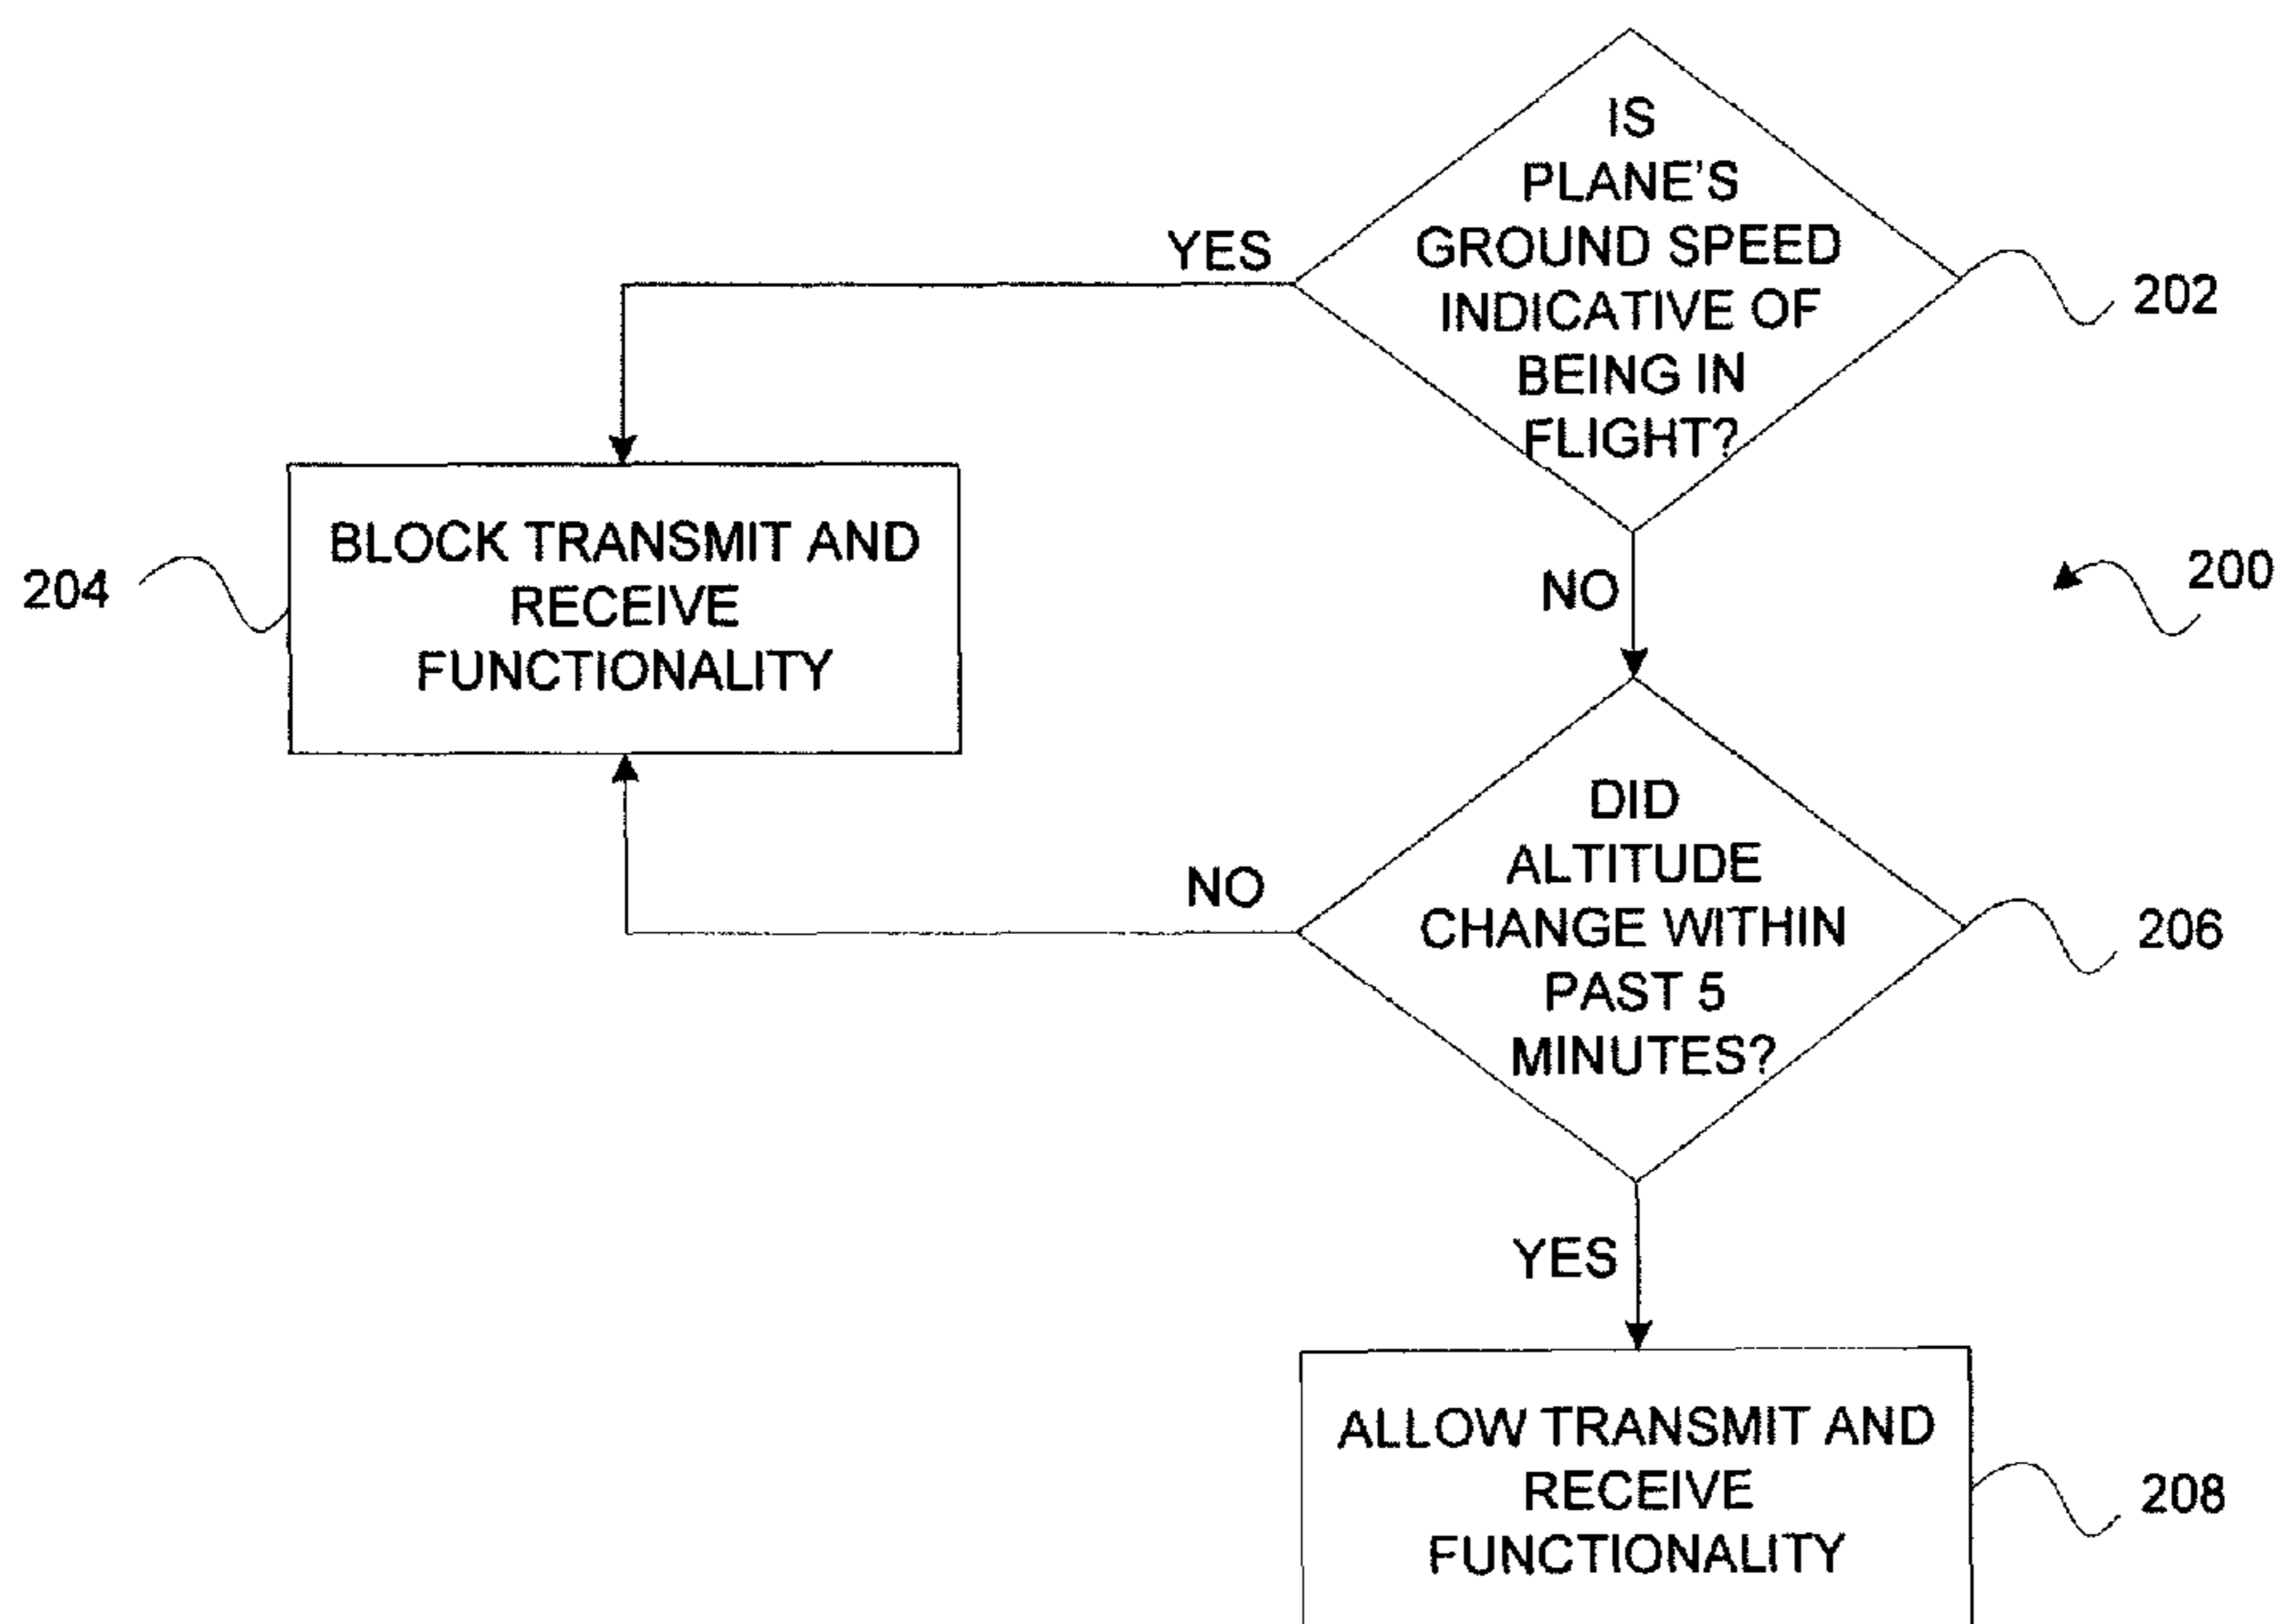 IS
PLANE'S
GROUND SPEED
INDICATIVE OF
BEING IN
FLIGHT?
202
YES
BLOCK TRANSMIT AND
RECEIVE
FUNCTIONALITY
204
NO
200
DID
ALTITUDE
CHANGE WITHIN
PAST 5
MINUTES?
206
NO
YES
ALLOW TRANSMIT AND
RECEIVE
FUNCTIONALITY
208